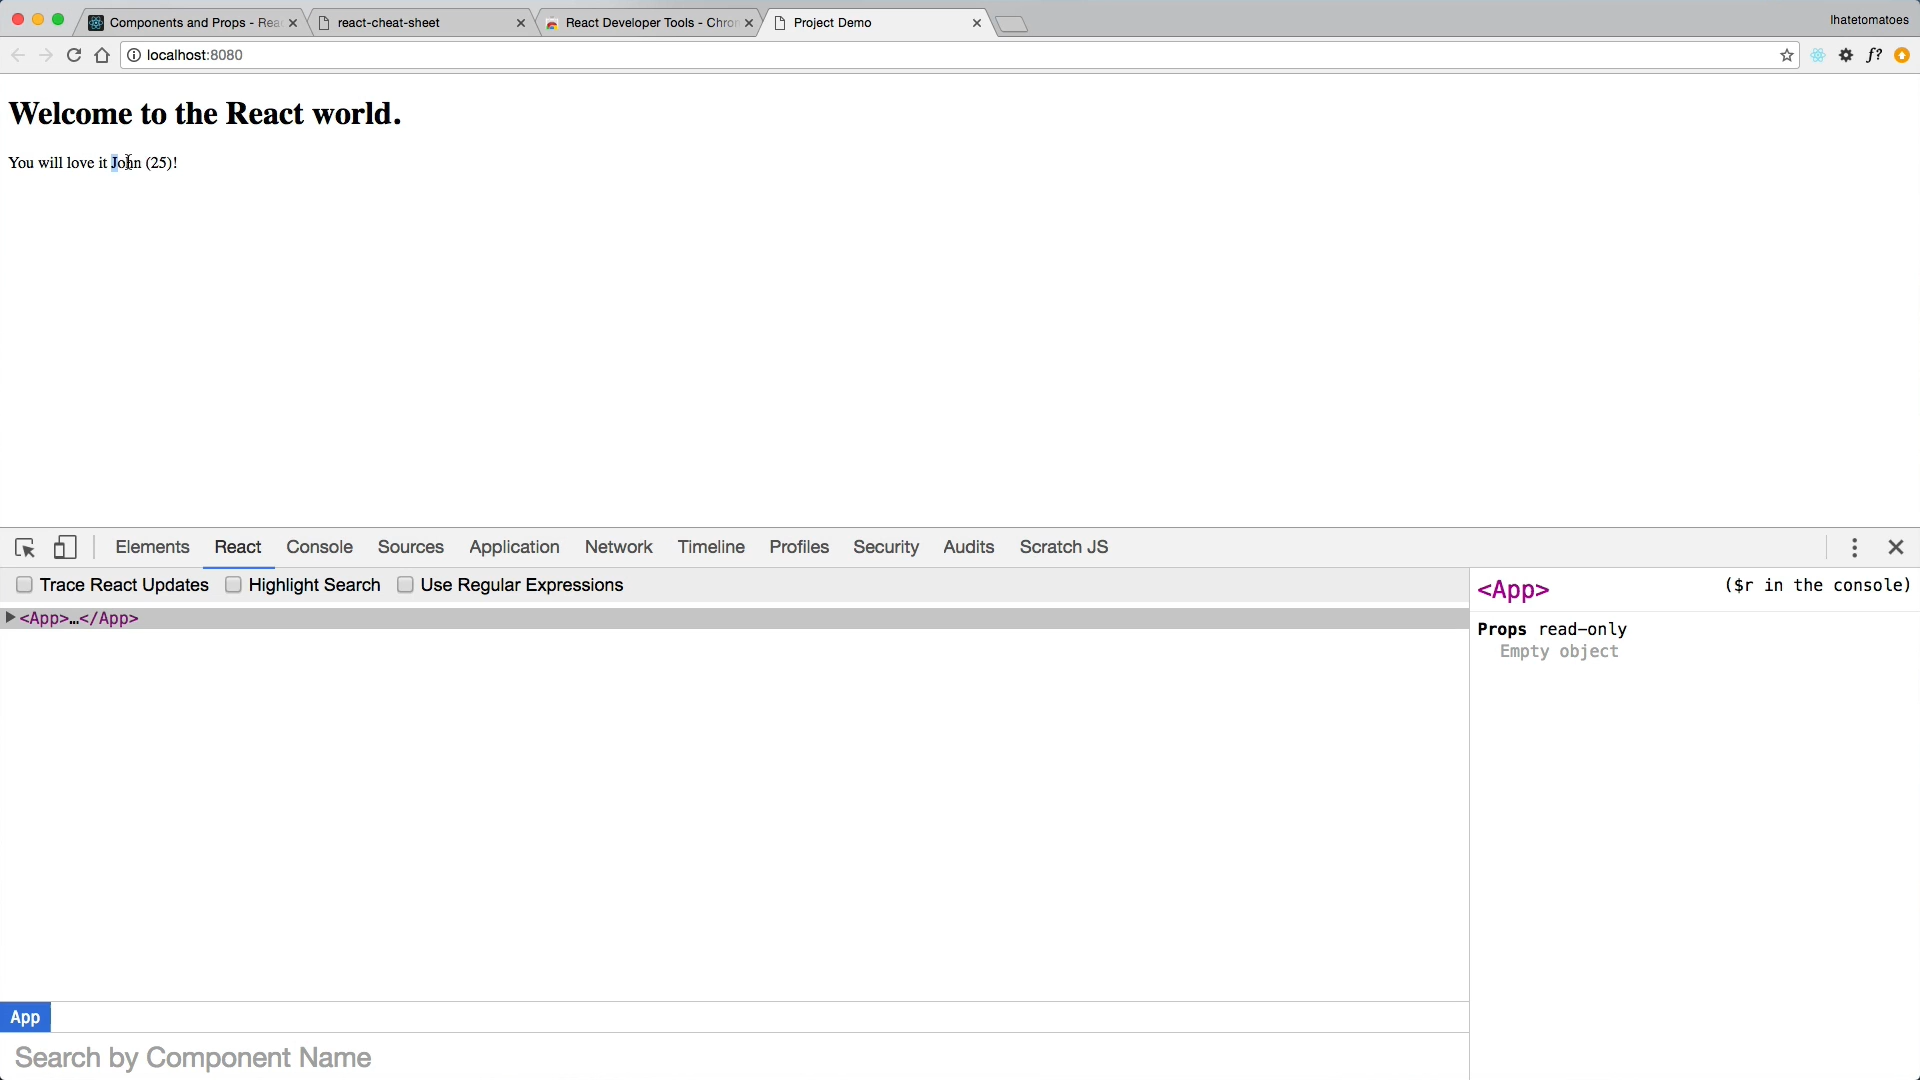 Components and Props - Rea
react-cheat-sheet
React Developer Tools - Chron
Project Demo
Ihatetomatoes
localhost:8080
f?
Welcome to the React world.
You will love it John (25)!
Elements
React
Console
Sources
Application
Network
Timeline
Profiles
Security
Audits
Scratch JS
Trace React Updates
Highlight Search
Use Regular Expressions
<App>…</App>
<App>
($r in the console)
Props read-only
Empty object
App
Search by Component Name